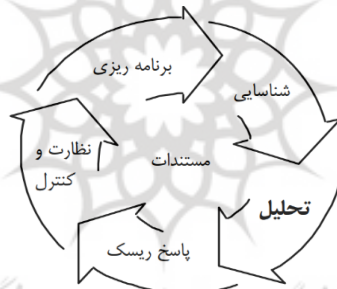 برنامه ریزی
شناسایی
تحلیل
پاسخ ریسک
نظارت و
کنترل
مستندات